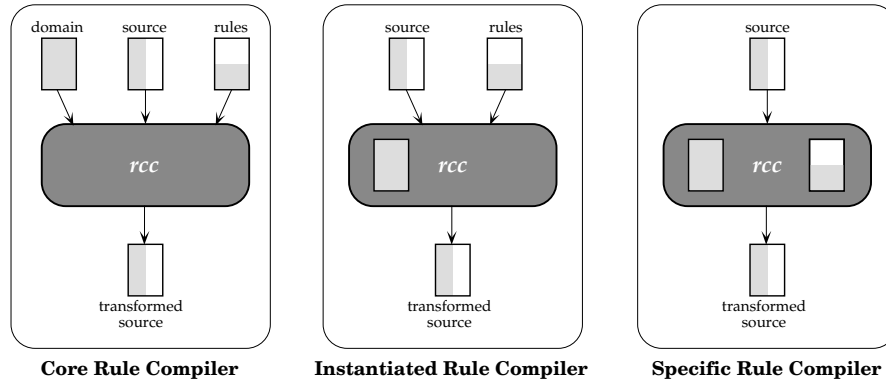 domain source rules
rcc
transformed
source
Core Rule Compiler
source rules
rcc
transformed
source
Instantiated Rule Compiler
source
rcc
transformed
source
Specific Rule Compiler